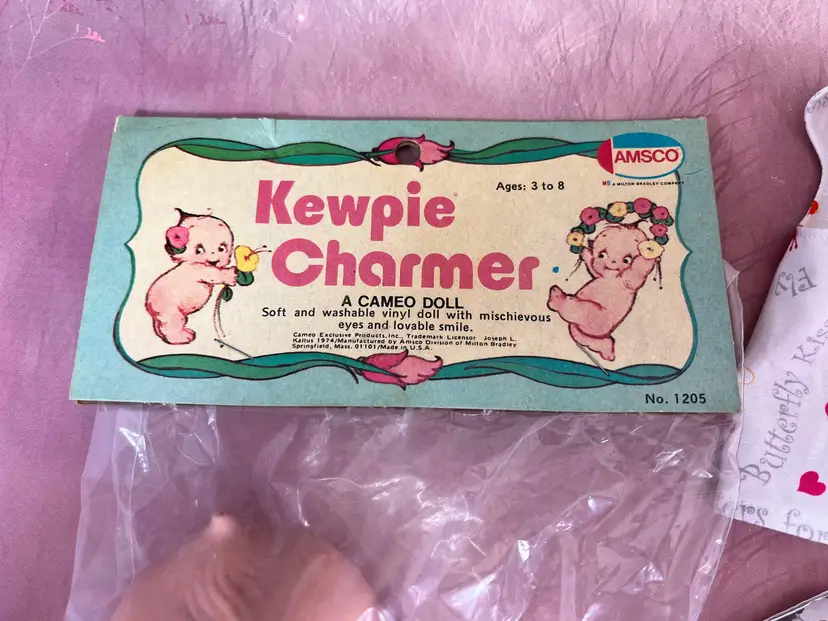 AMSCO
MB A MILTON BRADLEY COMPANY
Ages: 3 to 8
Kewpie
Charmer
A CAMEO DOLL
Soft and washable vinyl doll with mischievous
eyes and lovable smile.
Cameo Exclusive Products, Inc., Trademark Licensor Joseph L.
Kallus 1974/Manufactured by Amsco Division of Milton Bradley
Springfield, Mass. 01101/Made in U.S.A.
No. 1205
Butterfly Kis
for